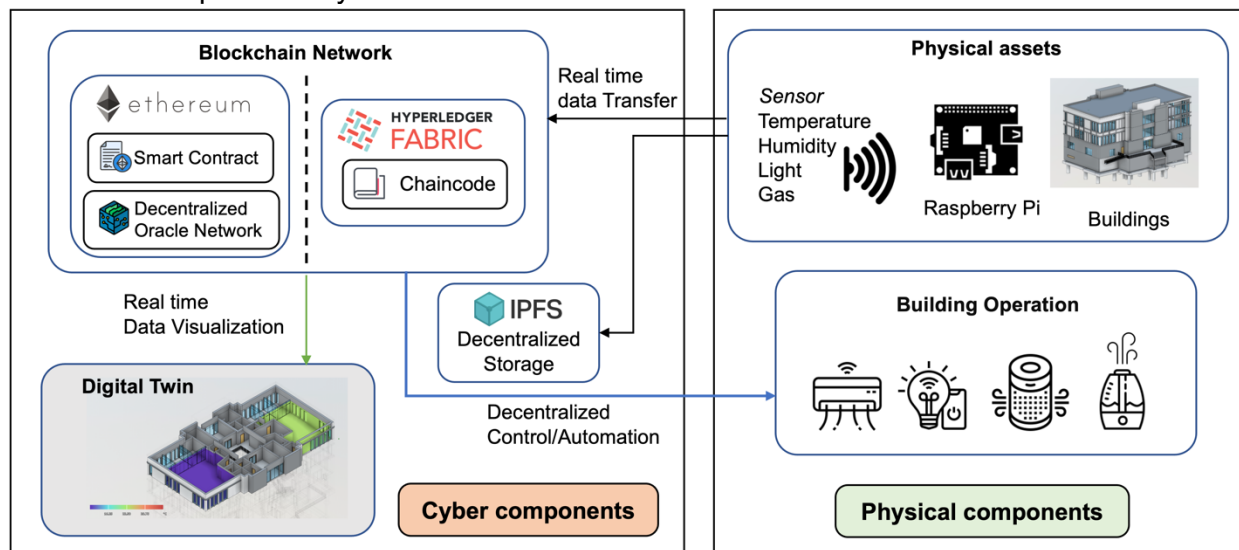 Blockchain Network
ethereum
Smart Contract
Decentralized
Oracle Network
HYPERLEDGER
FABRIC
Chaincode
Real time
data Transfer
Physical assets
Sensor
Temperature
Humidity
Light
Gas
Raspberry Pi
Buildings
Real time
Data Visualization
IPFS
Decentralized
Storage
Building Operation
Digital Twin
Decentralized
Control/Automation
Cyber components
Physical components